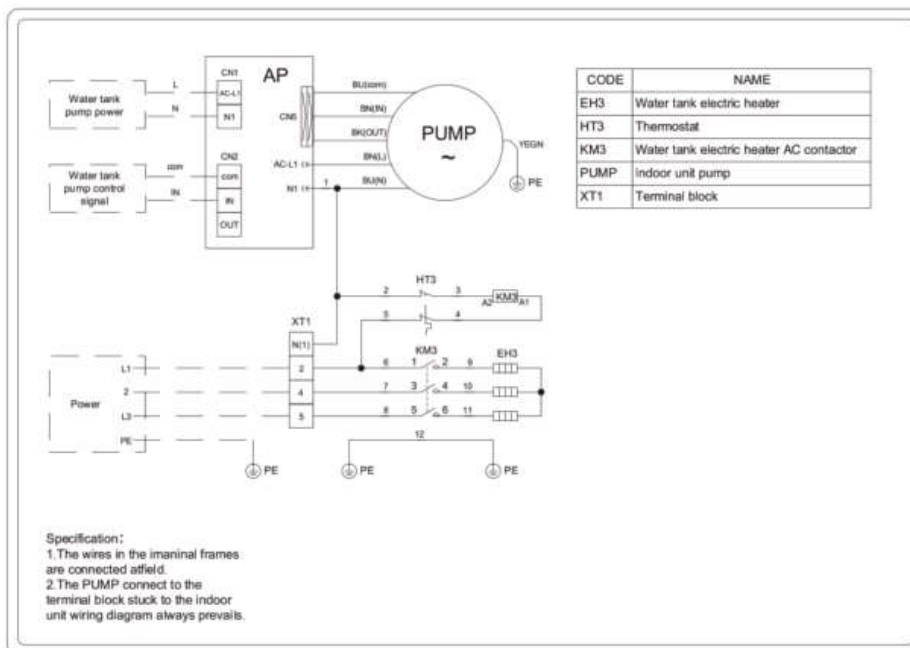 AP
CN1
AC-L1
N1
L
N
Water tank
pump power
CN2
com
IN
OUT
com
IN
Water tank
pump control
signal
CN5
AC-L1
N1
1
BU(com)
BN(IN)
BK(OUT)
BN(L)
BU(N)
PUMP
~
YEGN
PE
CODE NAME
EH3 Water tank electric heater
HT3 Thermostat
KM3 Water tank electric heater AC contactor
PUMP Indoor unit pump
XT1 Terminal block
HT3
2 3
A2 KM3 A1
5 4
XT1
N(1)
2
4
5
KM3
EH3
6 1 2 9
7 3 4 10
8 5 6 11
12
Power
L1
2
L3
PE
PE
PE
PE
Specification:
1.The wires in the imaninal frames
are connected atfield.
2.The PUMP connect to the
terminal block stuck to the indoor
unit wiring diagram always prevails.